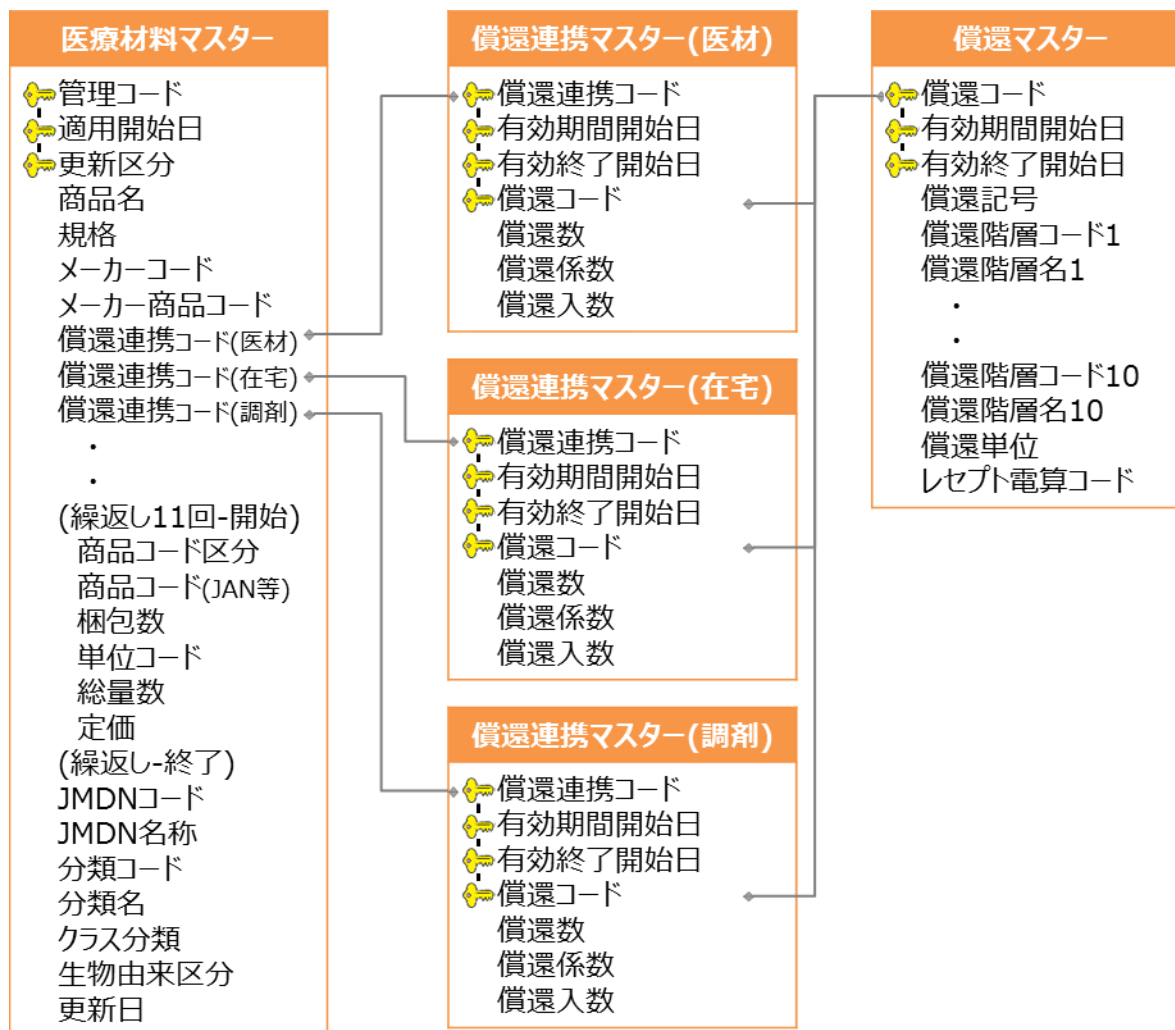 医療材料マスター
管理コード
適用開始日
更新区分
商品名
規格
メーカーコード
メーカー商品コード
償還連携コード(医材)
償還連携コード(在宅)
償還連携コード(調剤)
・
・
(繰返し11回-開始)
商品コード区分
商品コード(JAN等)
梱包数
単位コード
総量数
定価
(繰返し-終了)
JMDNコード
JMDN名称
分類コード
分類名
クラス分類
生物由来区分
更新日
償還連携マスター(医材)
償還連携コード
有効期間開始日
有効終了開始日
償還コード
償還数
償還係数
償還入数
償還連携マスター(在宅)
償還連携コード
有効期間開始日
有効終了開始日
償還コード
償還数
償還係数
償還入数
償還連携マスター(調剤)
償還連携コード
有効期間開始日
有効終了開始日
償還コード
償還数
償還係数
償還入数
償還マスター
償還コード
有効期間開始日
有効終了開始日
償還記号
償還階層コード1
償還階層名1
・
・
償還階層コード10
償還階層名10
償還単位
レセプト電算コード